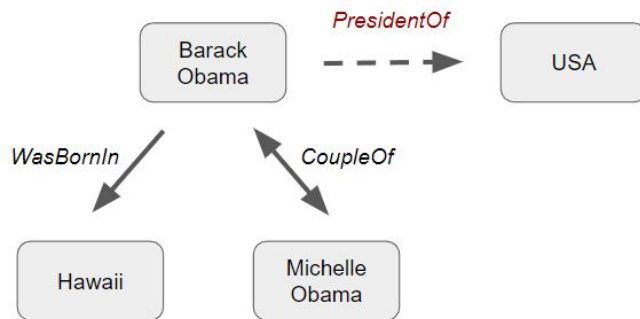 PresidentOf
Barack
Obama
USA
WasBornIn
CoupleOf
Hawaii
Michelle
Obama